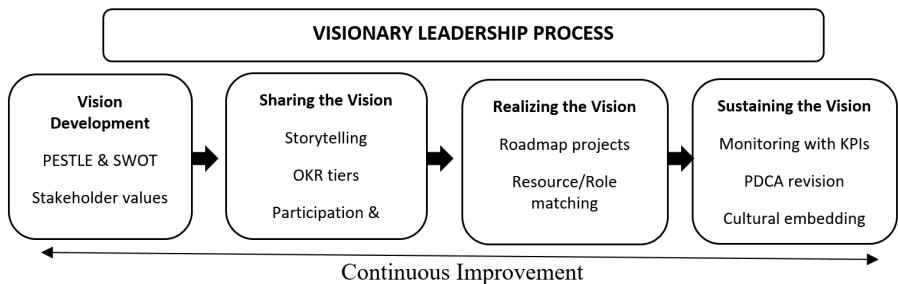 VISIONARY LEADERSHIP PROCESS
Vision
Development
PESTLE & SWOT
Stakeholder values
Sharing the Vision
Storytelling
OKR tiers
Participation &
Realizing the Vision
Roadmap projects
Resource/Role
matching
Sustaining the Vision
Monitoring with KPIs
PDCA revision
Cultural embedding
Continuous Improvement